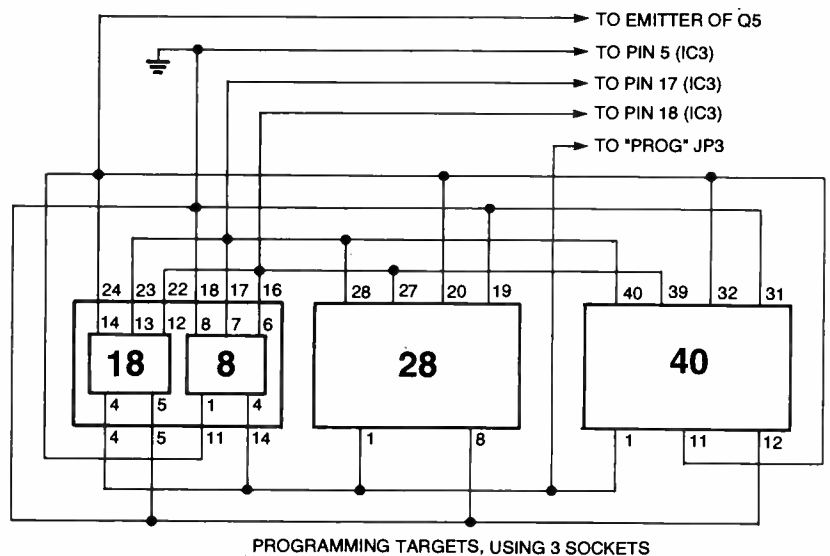 TO EMITTER OF Q5
TO PIN 5 (IC3)
TO PIN 17 (IC3)
TO PIN 18 (IC3)
TO "PROG" JP3
24 23 22 18 17 16
28 27 20 19
40 39 32 31
14 13 12 8 7 6
18 8
28
40
4 5 1 4
4 5 11 14
1 8
1 11 12
PROGRAMMING TARGETS, USING 3 SOCKETS